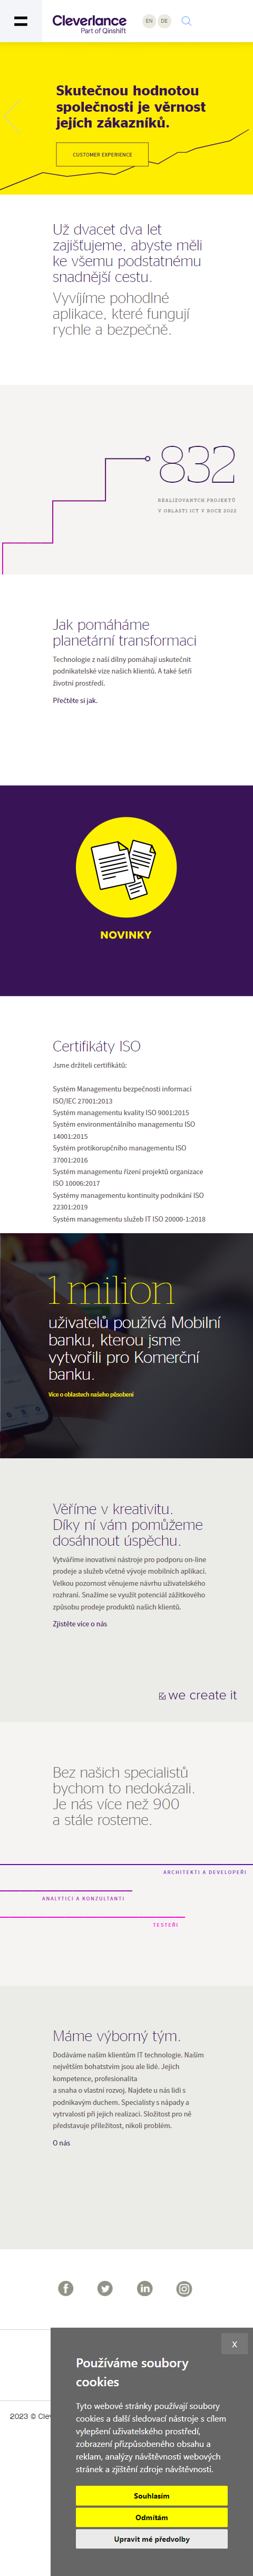 Cleverlance
Part of Qinshift
EN
DE
Skutečnou hodnotou
společnosti je věrnost
jejích zákazníků.
CUSTOMER EXPERIENCE
Už dvacet dva let
zajišťujeme, abyste měli
ke všemu podstatnému
snadnější cestu.
Vyvíjíme pohodlné
aplikace, které fungují
rychle a bezpečně.
832
REALIZOVANÝCH PROJEKTŮ
V OBLASTI ICT V ROCE 2022
Jak pomáháme
planetární transformaci
Technologie z naší dílny pomáhají uskutečnit
podnikatelské vize našich klientů. A také šetří
životní prostředí.
Přečtěte si jak.
NOVINKY
Certifikáty ISO
Jsme držiteli certifikátů:
Systém Managementu bezpečnosti informací
ISO/IEC 27001:2013
Systém managementu kvality ISO 9001:2015
Systém environmentálního managementu ISO
14001:2015
Systém protikorupčního managementu ISO
37001:2016
Systém managementu řízení projektů organizace
ISO 10006:2017
Systémy managementu kontinuity podnikání ISO
22301:2019
Systém managementu služeb IT ISO 20000-1:2018
1 milion
uživatelů používá Mobilní
banku, kterou jsme
vytvořili pro Komerční
banku.
Více o oblastech našeho působení
Věříme v kreativitu.
Díky ní vám pomůžeme
dosáhnout úspěchu.
Vytváříme inovativní nástroje pro podporu on-line
prodeje a služeb včetně vývoje mobilních aplikací.
Velkou pozornost věnujeme návrhu uživatelského
rozhraní. Snažíme se využít potenciál zážitkového
způsobu prodeje produktů našich klientů.
Zjistěte více o nás
we create it
Bez našich specialistů
bychom to nedokázali.
Je nás více než 900
a stále rosteme.
ARCHITEKTI A DEVELOPEŘI
ANALYTICI A KONZULTANTI
TESTEŘI
Máme výborný tým.
Dodáváme našim klientům IT technologie. Naším
největším bohatstvím jsou ale lidé. Jejich
kompetence, profesionalita
a snaha o vlastní rozvoj. Najdete u nás lidi s
podnikavým duchem. Specialisty s nápady a
vytrvalostí při jejich realizaci. Složitost pro ně
představuje příležitost, nikoli problém.
O nás
X
Používáme soubory
cookies
Tyto webové stránky používají soubory
cookies a další sledovací nástroje s cílem
vylepšení uživatelského prostředí,
zobrazení přizpůsobeného obsahu a
reklam, analýzy návštěvnosti webových
stránek a zjištění zdroje návštěvnosti.
Souhlasím
Odmítám
Upravit mé předvolby
2023 © Clev